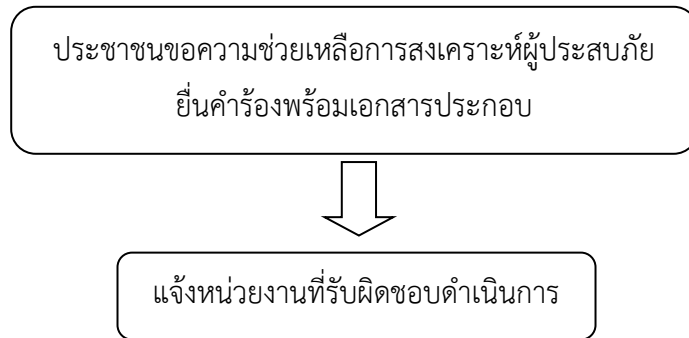 ประชาชนขอความช่วยเหลือการสงเคราะห์ผู้ประสบภัย
ยื่นคำร้องพร้อมเอกสารประกอบ
แจ้งหน่วยงานที่รับผิดชอบดำเนินการ